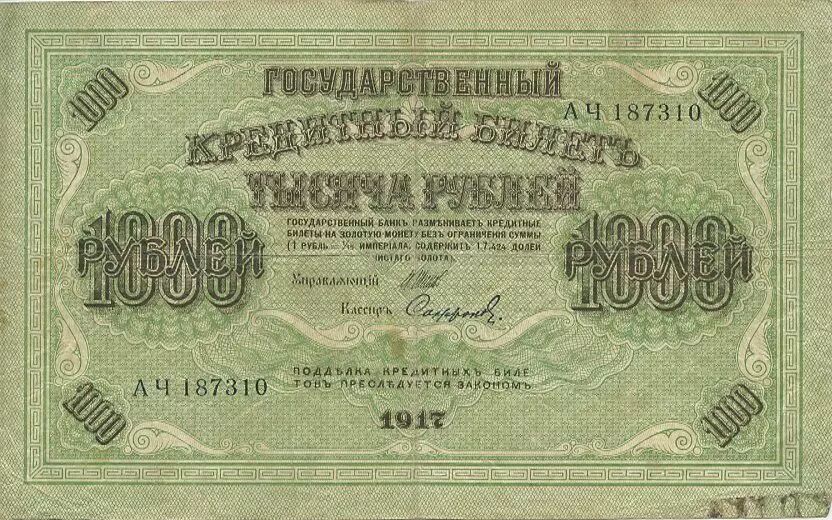 1000
1000
ГОСУДАРСТВЕННЫЙ
АЧ 187310
КРЕДИТНЫЙ БИЛЕТЪ
ТЫСЯЧА РУБЛЕЙ
1000
РУБЛЕЙ
1000
РУБЛЕЙ
ГОСУДАРСТВЕННЫЙ БАНКЪ РАЗМѢНИВАЕТЪ КРЕДИТНЫЕ
БИЛЕТЫ НА ЗОЛОТУЮ МОНЕТУ БЕЗЪ ОГРАНИЧЕНІЯ СУММЫ
(1 РУБЛЬ = 1/15 ИМПЕРІАЛА, СОДЕРЖИТЪ 17,424 ДОЛЕЙ
ЧИСТАГО ЗОЛОТА).
Управляющій
Кассиръ
ПОДДѢЛКА КРЕДИТНЫХЪ БИЛЕ
ТОВЪ ПРЕСЛѢДУЕТСЯ ЗАКОНОМЪ
АЧ 187310
1917
1000
1000